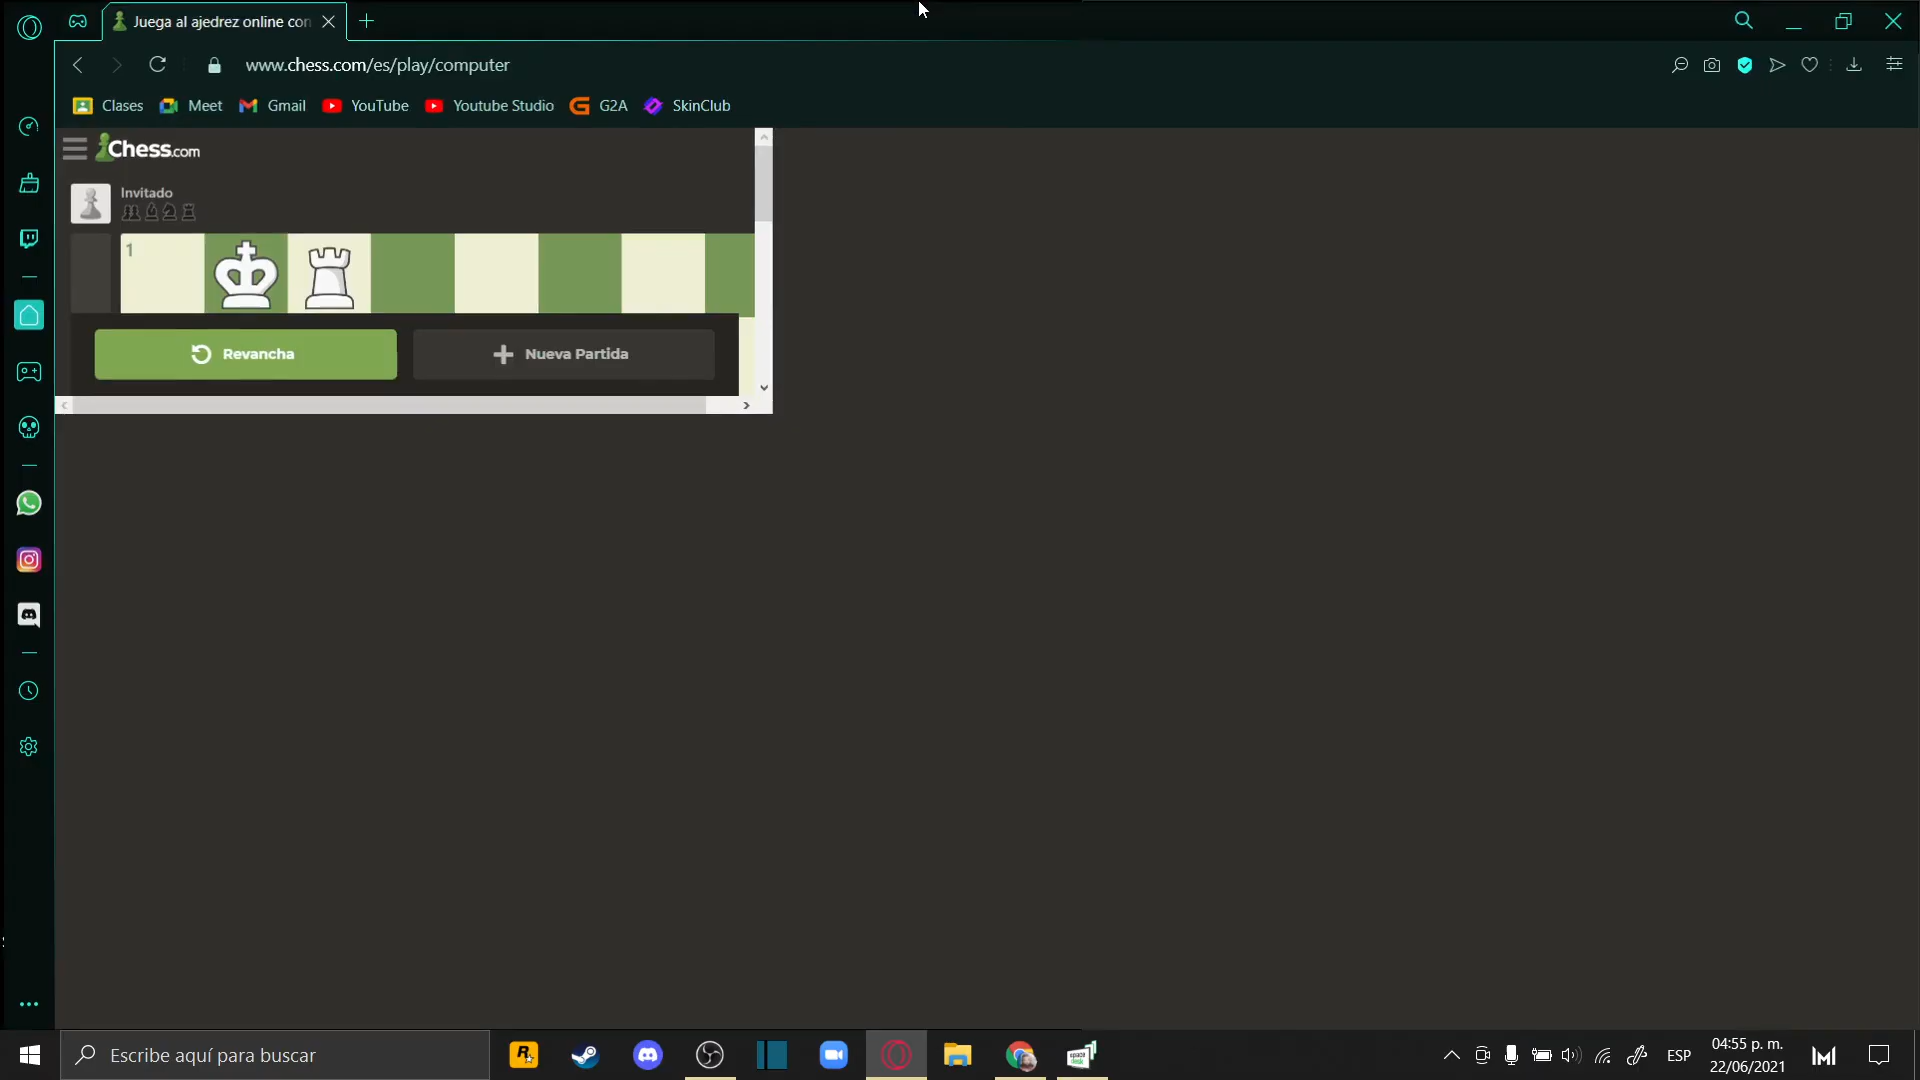 Juega al ajedrez online con
www.chess.com/es/play/computer
Clases Meet Gmail YouTube Youtube Studio G2A SkinClub
Chess.com
Invitado
1
Revancha Nueva Partida
Escribe aquí para buscar
ESP
04:55 p. m.
22/06/2021